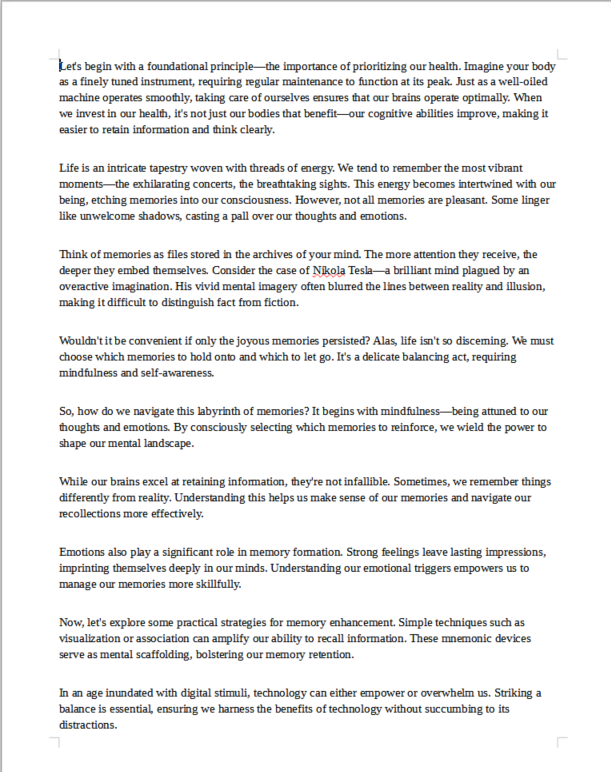 Let's begin with a foundational principle—the importance of prioritizing our health. Imagine your body
as a finely tuned instrument, requiring regular maintenance to function at its peak. Just as a well-oiled
machine operates smoothly, taking care of ourselves ensures that our brains operate optimally. When
we invest in our health, it's not just our bodies that benefit—our cognitive abilities improve, making it
easier to retain information and think clearly.
Life is an intricate tapestry woven with threads of energy. We tend to remember the most vibrant
moments—the exhilarating concerts, the breathtaking sights. This energy becomes intertwined with our
being, etching memories into our consciousness. However, not all memories are pleasant. Some linger
like unwelcome shadows, casting a pall over our thoughts and emotions.
Think of memories as files stored in the archives of your mind. The more attention they receive, the
deeper they embed themselves. Consider the case of Nikola Tesla—a brilliant mind plagued by an
overactive imagination. His vivid mental imagery often blurred the lines between reality and illusion,
making it difficult to distinguish fact from fiction.
Wouldn't it be convenient if only the joyous memories persisted? Alas, life isn't so discerning. We must
choose which memories to hold onto and which to let go. It's a delicate balancing act, requiring
mindfulness and self-awareness.
So, how do we navigate this labyrinth of memories? It begins with mindfulness—being attuned to our
thoughts and emotions. By consciously selecting which memories to reinforce, we wield the power to
shape our mental landscape.
While our brains excel at retaining information, they're not infallible. Sometimes, we remember things
differently from reality. Understanding this helps us make sense of our memories and navigate our
recollections more effectively.
Emotions also play a significant role in memory formation. Strong feelings leave lasting impressions,
imprinting themselves deeply in our minds. Understanding our emotional triggers empowers us to
manage our memories more skillfully.
Now, let's explore some practical strategies for memory enhancement. Simple techniques such as
visualization or association can amplify our ability to recall information. These mnemonic devices
serve as mental scaffolding, bolstering our memory retention.
In an age inundated with digital stimuli, technology can either empower or overwhelm us. Striking a
balance is essential, ensuring we harness the benefits of technology without succumbing to its
distractions.